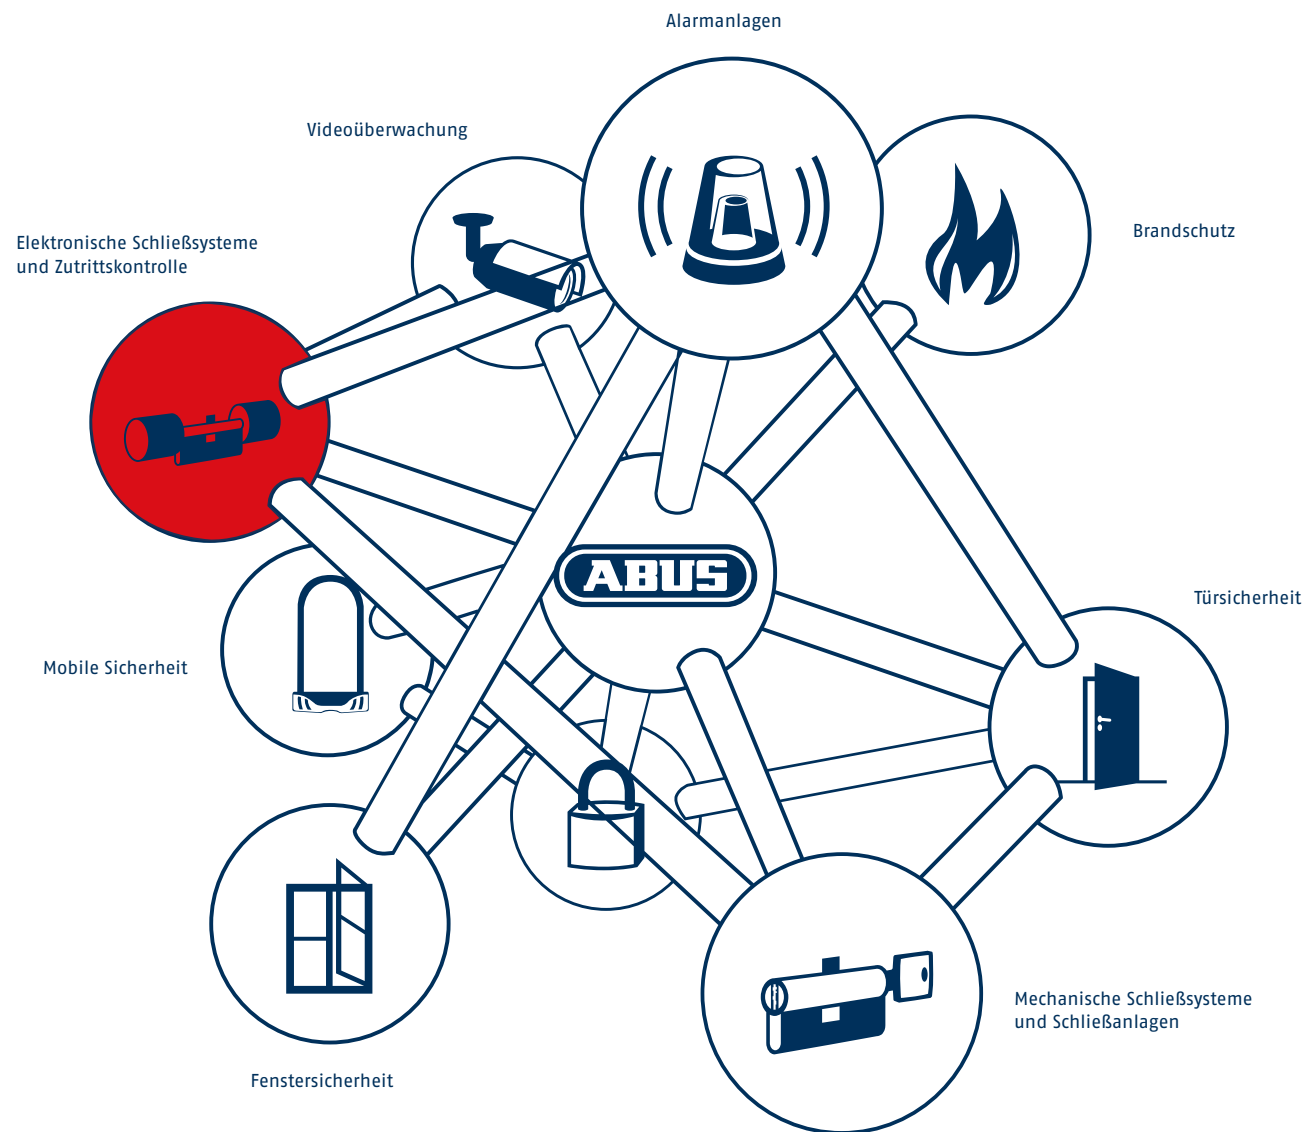 Alarmanlagen
Videoüberwachung
Brandschutz
Elektronische Schließsysteme
und Zutrittskontrolle
ABUS
Türsicherheit
Mobile Sicherheit
Mechanische Schließsysteme
und Schließanlagen
Fenstersicherheit